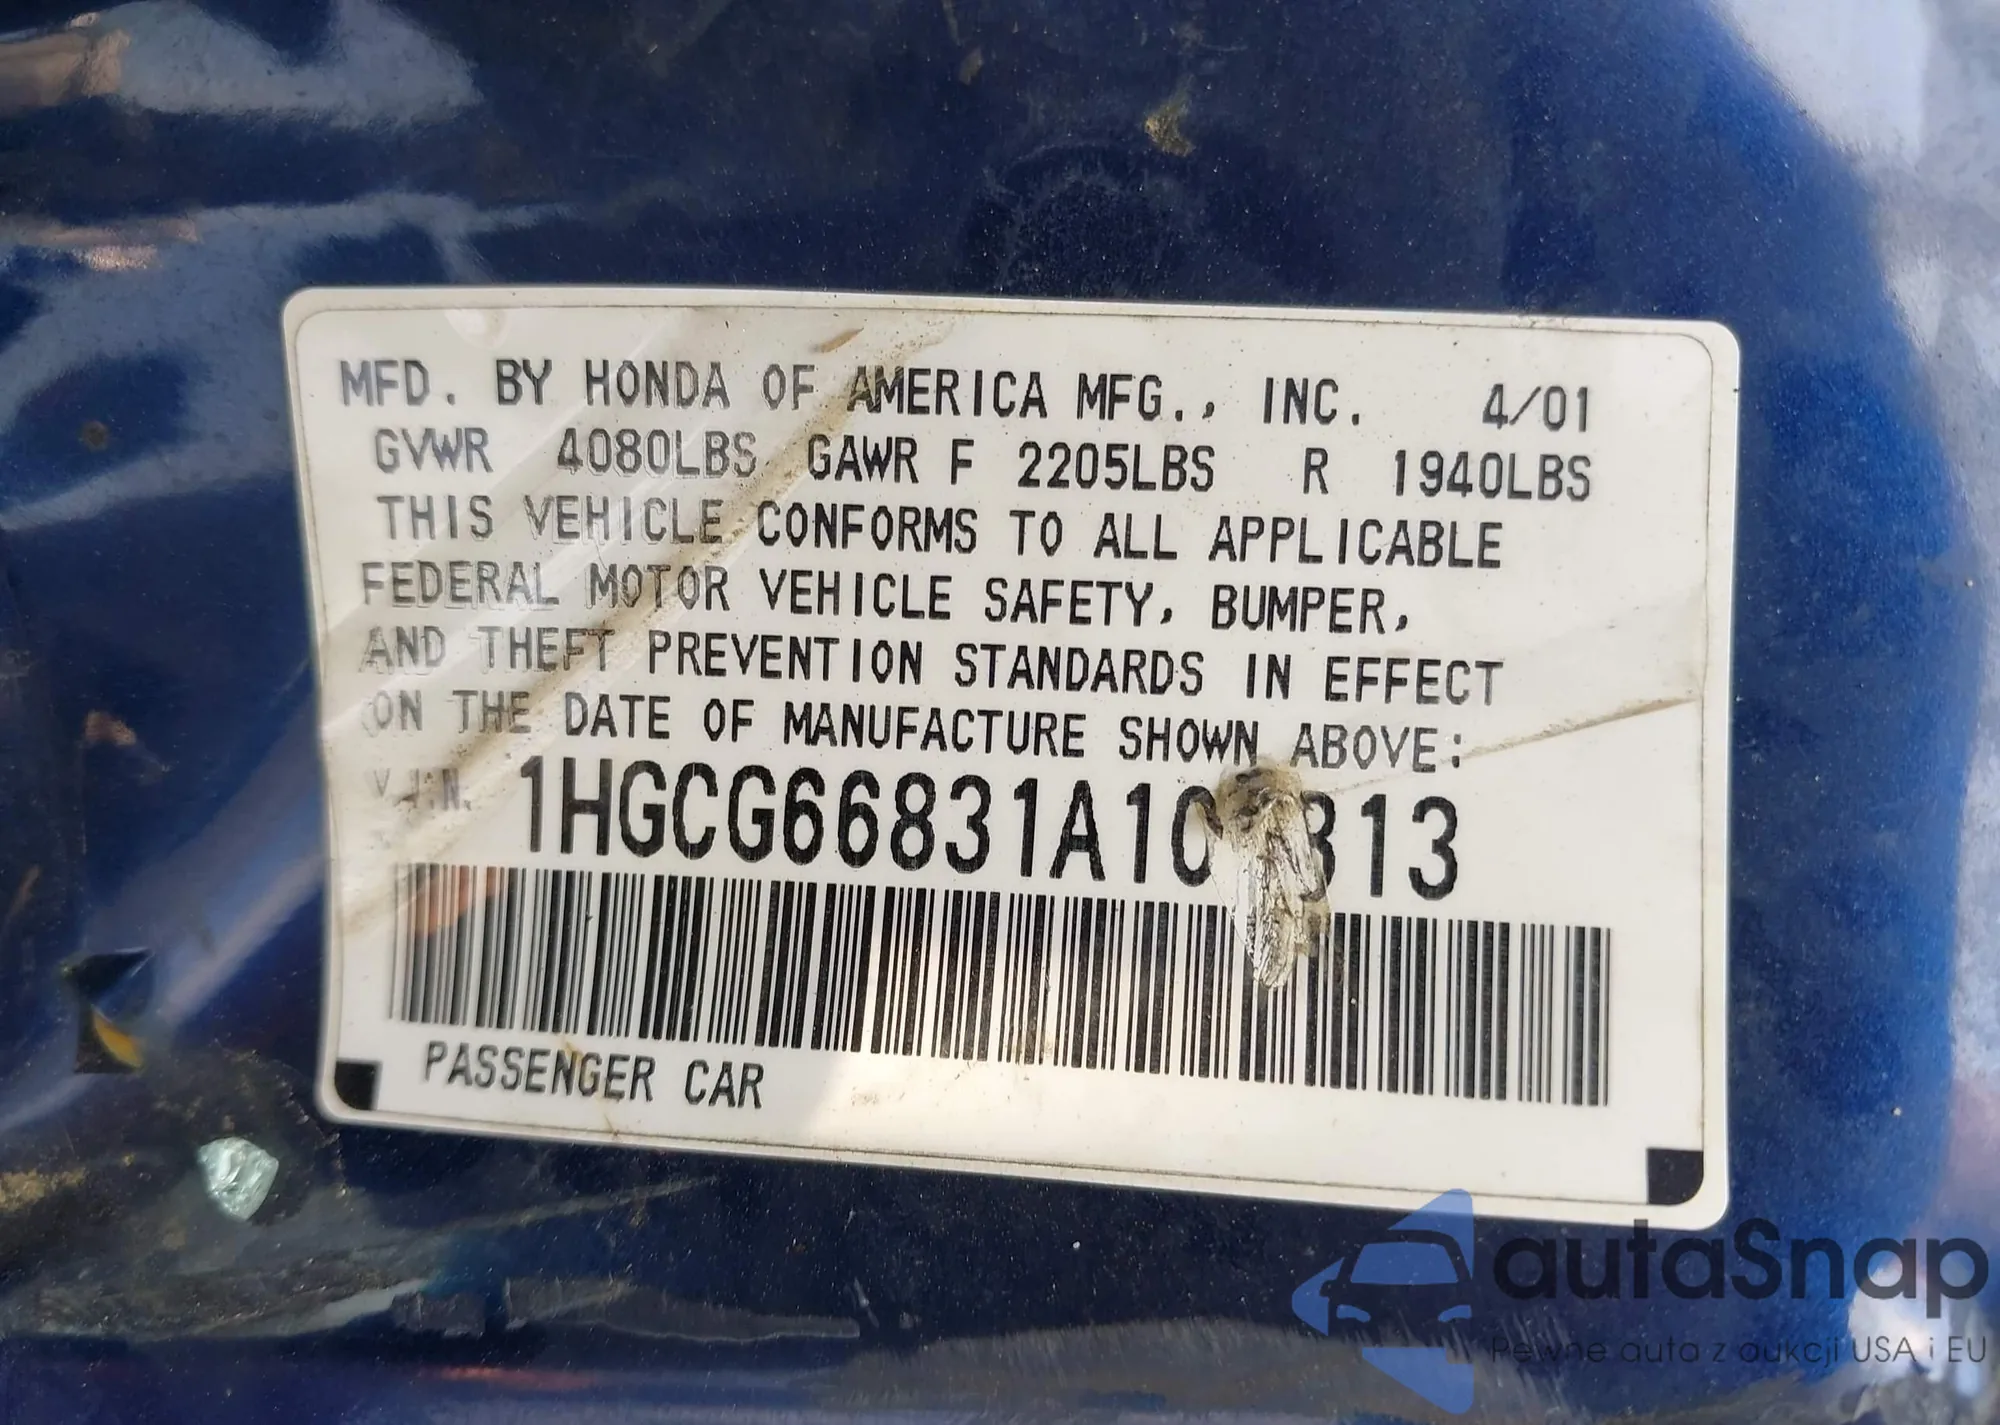 MFD. BY HONDA OF AMERICA MFG., INC. 4/01
GVWR 4080LBS GAWR F 2205LBS R 1940LBS
THIS VEHICLE CONFORMS TO ALL APPLICABLE
FEDERAL MOTOR VEHICLE SAFETY, BUMPER,
AND THEFT PREVENTION STANDARDS IN EFFECT
ON THE DATE OF MANUFACTURE SHOWN ABOVE:
V.I.N.
PASSENGER CAR
autaSnap
Pewne auta z aukcji USA i EU